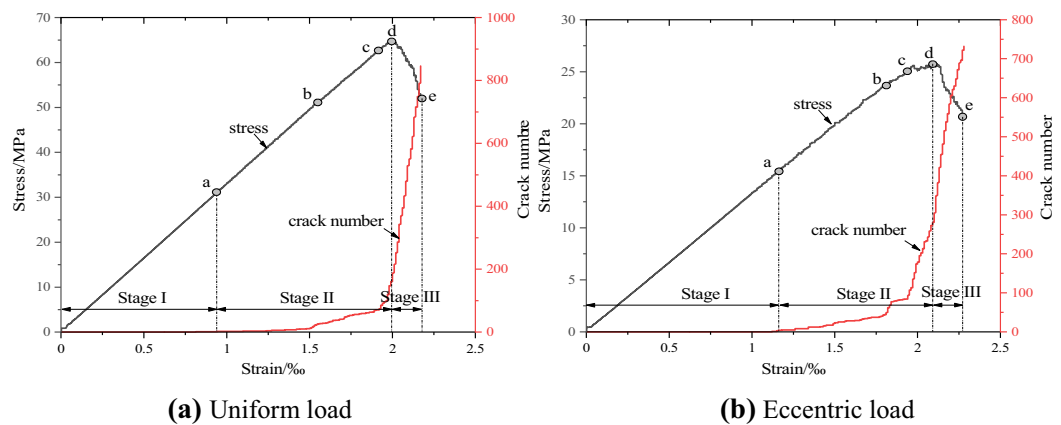 70
60
50
40
30
20
10
0
Stress/MPa
1000
800
600
400
200
0
Crack number
a
b
c
d
e
stress
crack number
Stage I
Stage II
Stage III
0
0.5
1
1.5
2
2.5
Strain/‰
(a) Uniform load
30
25
20
15
10
5
0
Stress/MPa
800
700
600
500
400
300
200
100
0
Crack number
a
b
c
d
e
stress
crack number
Stage I
Stage II
Stage III
0
0.5
1
1.5
2
2.5
Strain/‰
(b) Eccentric load